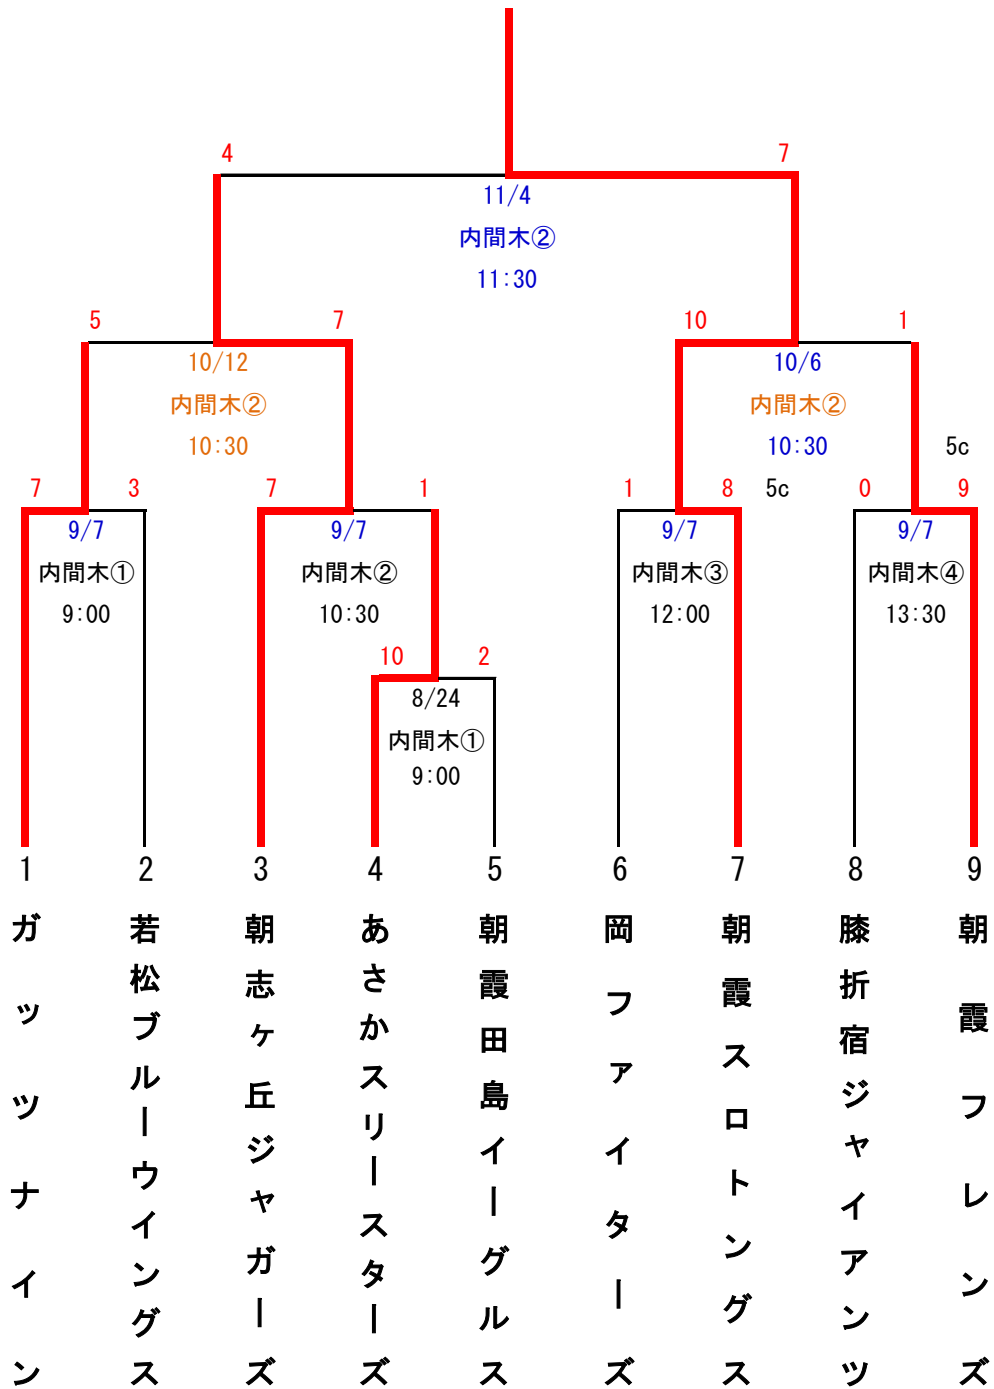 4 7
11/4
内間木②
11:30
5 7 10 1
10/12 10/6
内間木② 内間木②
10:30 10:30 5c
7 3 7 1 1 8 5c 0 9
9/7 9/7 9/7 9/7
内間木① 内間木② 内間木③ 内間木④
9:00 10:30 12:00 13:30
10 2
8/24
内間木①
9:00
1 2 3 4 5 6 7 8 9
ガッツナイン
若松ブルーウイングス
朝志ヶ丘ジャガーズ
あさかスリースターズ
朝霞田島イーグルス
岡ファイターズ
朝霞ストロングス
膝折宿ジャイアンツ
朝霞フレンズ